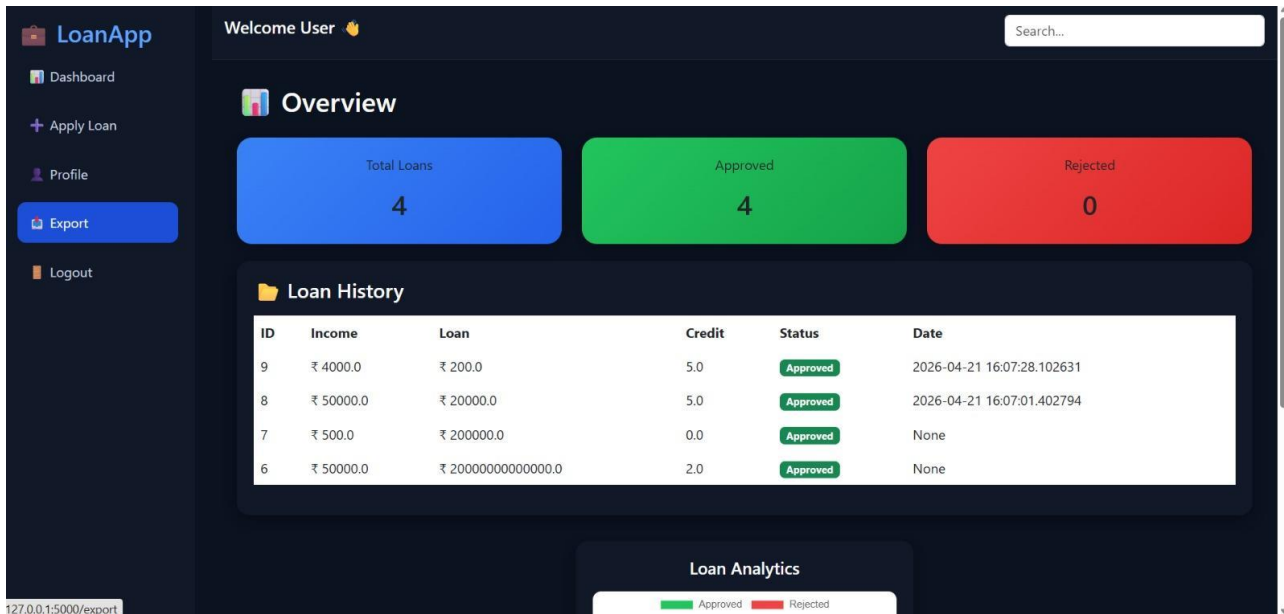 LoanApp
Dashboard
Apply Loan
Profile
Export
Logout
Welcome User
Search...
Overview
Total Loans
4
Approved
4
Rejected
0
Loan History
ID Income Loan Credit Status Date
9 ₹ 4000.0 ₹ 200.0 5.0 Approved 2026-04-21 16:07:28.102631
8 ₹ 50000.0 ₹ 20000.0 5.0 Approved 2026-04-21 16:07:01.402794
7 ₹ 500.0 ₹ 200000.0 0.0 Approved None
6 ₹ 50000.0 ₹ 20000000000000.0 2.0 Approved None
Loan Analytics
Approved Rejected
127.0.0.1:5000/export